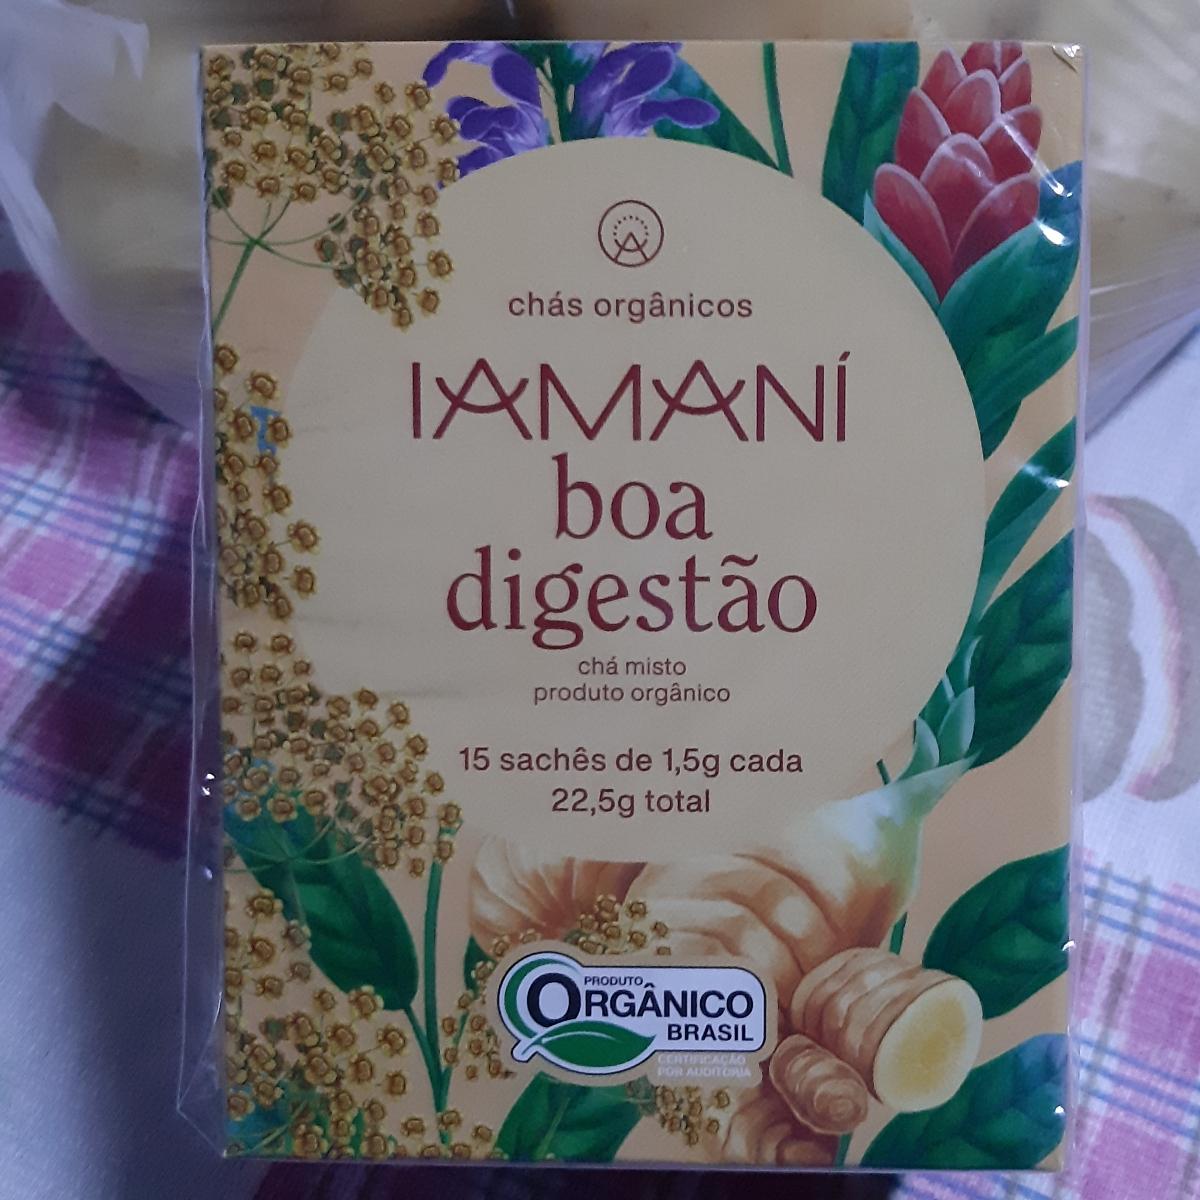 chás orgânicos
IAMANÍ
boa
digestão
chá misto
produto orgânico
15 sachês de 1,5g cada
22,5g total
PRODUTO
ORGÂNICO
BRASIL
CERTIFICAÇÃO
POR AUDITORIA